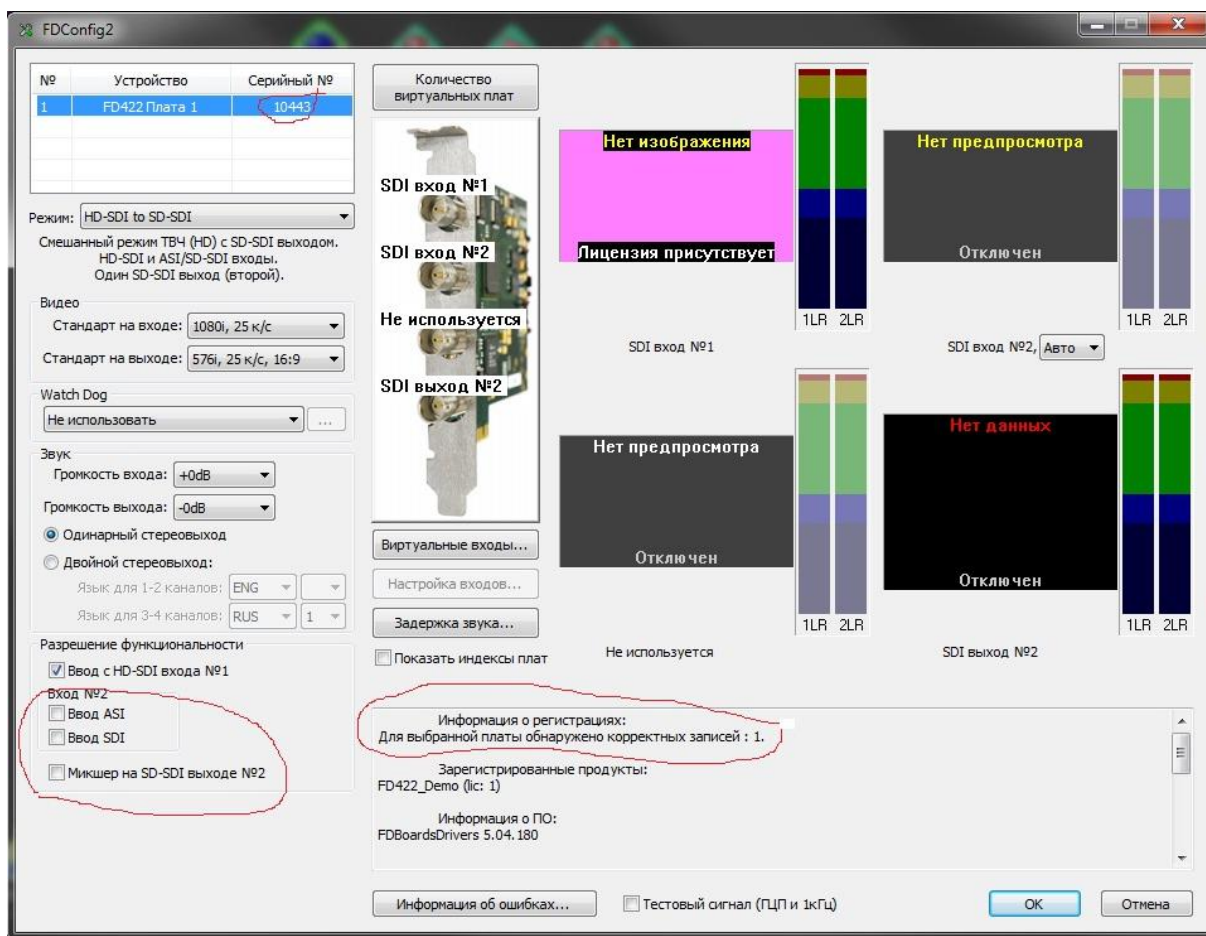 FDConfig2
№ Устройство Серийный №
1 FD422 Плата 1 10443
Режим: HD-SDI to SD-SDI
Смешанный режим ТВЧ (HD) с SD-SDI выходом.
HD-SDI и ASI/SD-SDI входы.
Один SD-SDI выход (второй).
Видео
Стандарт на входе: 1080i, 25 к/с
Стандарт на выходе: 576i, 25 к/с, 16:9
Watch Dog
Не использовать ...
Звук
Громкость входа: +0dB
Громкость выхода: -0dB
Одинарный стереовыход
Двойной стереовыход:
Язык для 1-2 каналов: ENG
Язык для 3-4 каналов: RUS 1
Разрешение функциональности
Ввод с HD-SDI входа №1
Вход №2
Ввод ASI
Ввод SDI
Микшер на SD-SDI выходе №2
Количество
виртуальных плат
SDI вход №1
SDI вход №2
Не используется
SDI выход №2
Виртуальные входы...
Настройка входов...
Задержка звука...
Показать индексы плат
Нет изображения
Лицензия присутствует
1LR 2LR
SDI вход №1
Нет предпросмотра
Отключен
1LR 2LR
SDI вход №2, Авто
Нет предпросмотра
Отключен
1LR 2LR
Не используется
Нет данных
Отключен
1LR 2LR
SDI выход №2
Информация о регистрациях:
Для выбранной платы обнаружено корректных записей : 1.
Зарегистрированные продукты:
FD422_Demo (lic: 1)
Информация о ПО:
FDBoardsDrivers 5.04.180
Информация об ошибках...
Тестовый сигнал (ГЦП и 1кГц)
OK
Отмена